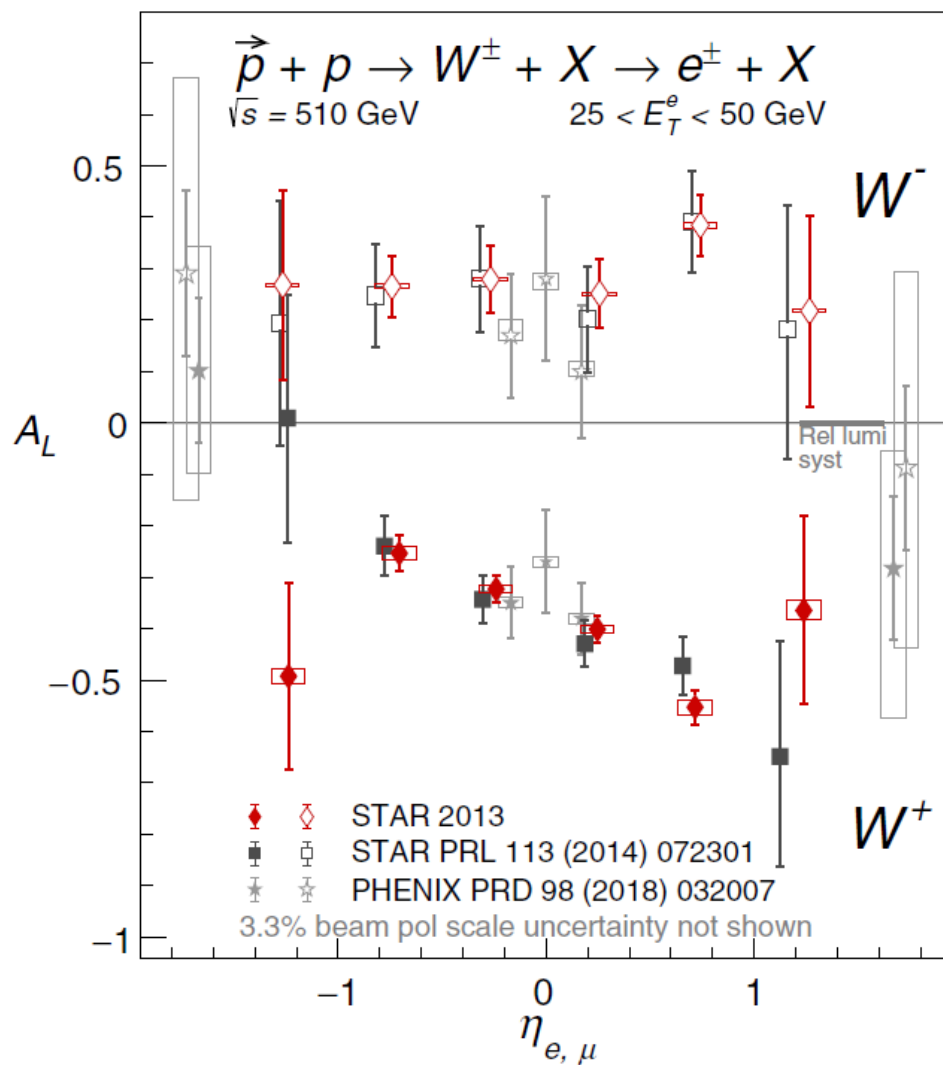 p⃗ + p → W± + X → e± + X
√s = 510 GeV
25 < E_T^e < 50 GeV
W⁻
0.5
A_L
0
Rel lumi
syst
−0.5
W⁺
STAR 2013
STAR PRL 113 (2014) 072301
PHENIX PRD 98 (2018) 032007
3.3% beam pol scale uncertainty not shown
−1
−1 0 1
η_e, μ